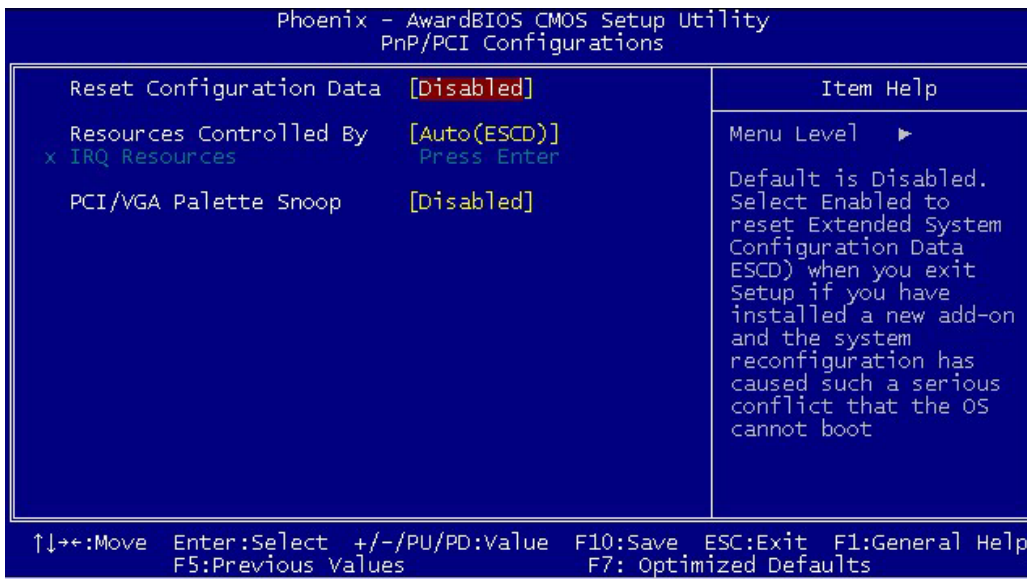 Phoenix - AwardBIOS CMOS Setup Utility
PnP/PCI Configurations
Reset Configuration Data [Disabled]
Resources Controlled By [Auto(ESCD)]
x IRQ Resources Press Enter
PCI/VGA Palette Snoop [Disabled]
Item Help
Menu Level ►
Default is Disabled.
Select Enabled to
reset Extended System
Configuration Data
ESCD) when you exit
Setup if you have
installed a new add-on
and the system
reconfiguration has
caused such a serious
conflict that the OS
cannot boot
↑↓→←:Move Enter:Select +/-/PU/PD:Value F10:Save ESC:Exit F1:General Help
F5:Previous Values F7: Optimized Defaults